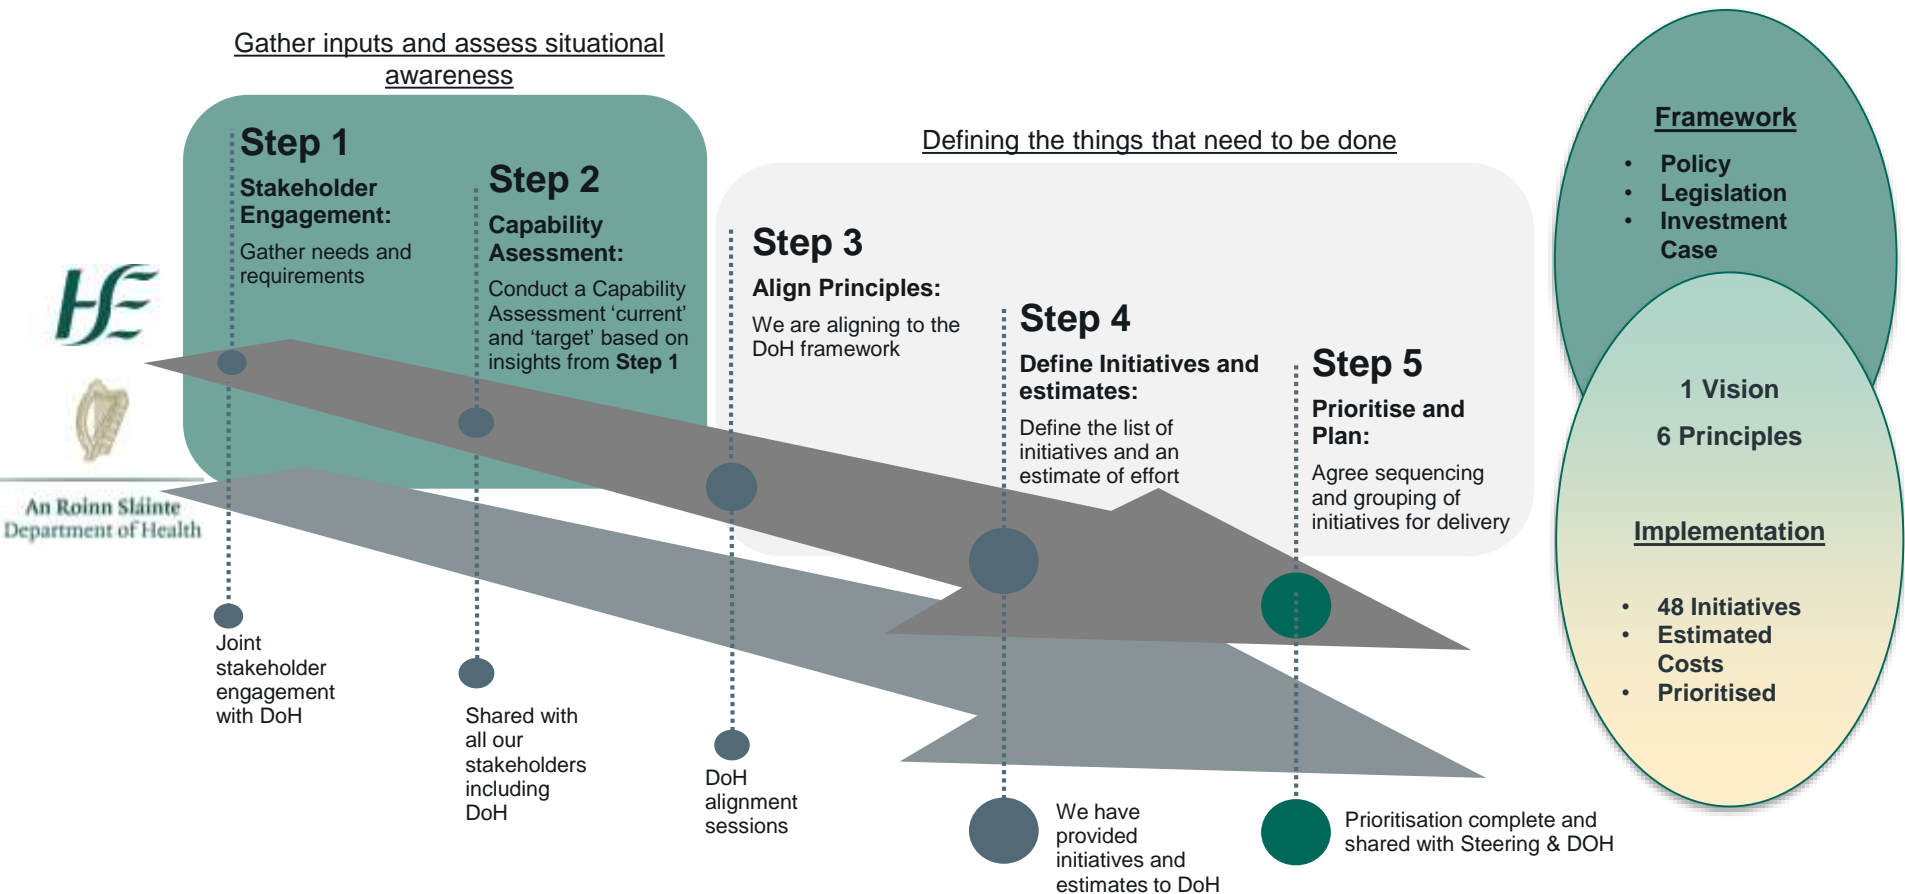 Gather inputs and assess situational
awareness
Step 1
Stakeholder
Engagement:
Gather needs and
requirements
Step 2
Capability
Asessment:
Conduct a Capability
Assessment ‘current’
and ‘target’ based on
insights from Step 1
Defining the things that need to be done
Step 3
Align Principles:
We are aligning to the
DoH framework
Step 4
Define Initiatives and
estimates:
Define the list of
initiatives and an
estimate of effort
Step 5
Prioritise and
Plan:
Agree sequencing
and grouping of
initiatives for delivery
HSE
An Roinn Sláinte
Department of Health
Joint
stakeholder
engagement
with DoH
Shared with
all our
stakeholders
including
DoH
DoH
alignment
sessions
We have
provided
initiatives and
estimates to DoH
Prioritisation complete and
shared with Steering & DOH
Framework
• Policy
• Legislation
• Investment
Case
1 Vision
6 Principles
Implementation
• 48 Initiatives
• Estimated
Costs
• Prioritised